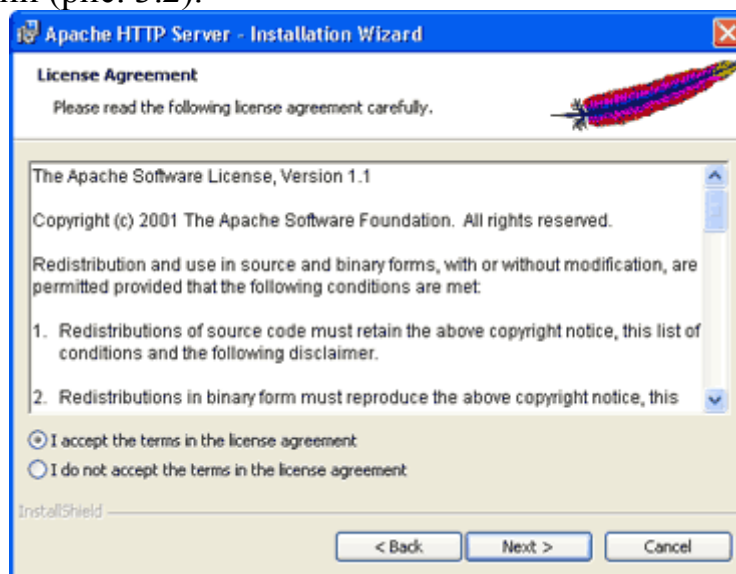 (рис. 3.2).
Apache HTTP Server - Installation Wizard
License Agreement
Please read the following license agreement carefully.
The Apache Software License, Version 1.1
Copyright (c) 2001 The Apache Software Foundation. All rights reserved.
Redistribution and use in source and binary forms, with or without modification, are
permitted provided that the following conditions are met:
1. Redistributions of source code must retain the above copyright notice, this list of
conditions and the following disclaimer.
2. Redistributions in binary form must reproduce the above copyright notice, this
I accept the terms in the license agreement
I do not accept the terms in the license agreement
InstallShield
< Back
Next >
Cancel